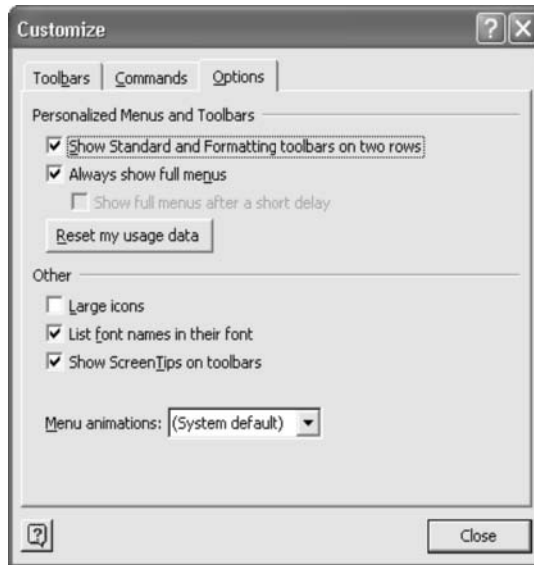 Customize
Toolbars Commands Options
Personalized Menus and Toolbars
Show Standard and Formatting toolbars on two rows
Always show full menus
Show full menus after a short delay
Reset my usage data
Other
Large icons
List font names in their font
Show ScreenTips on toolbars
Menu animations: (System default)
Close